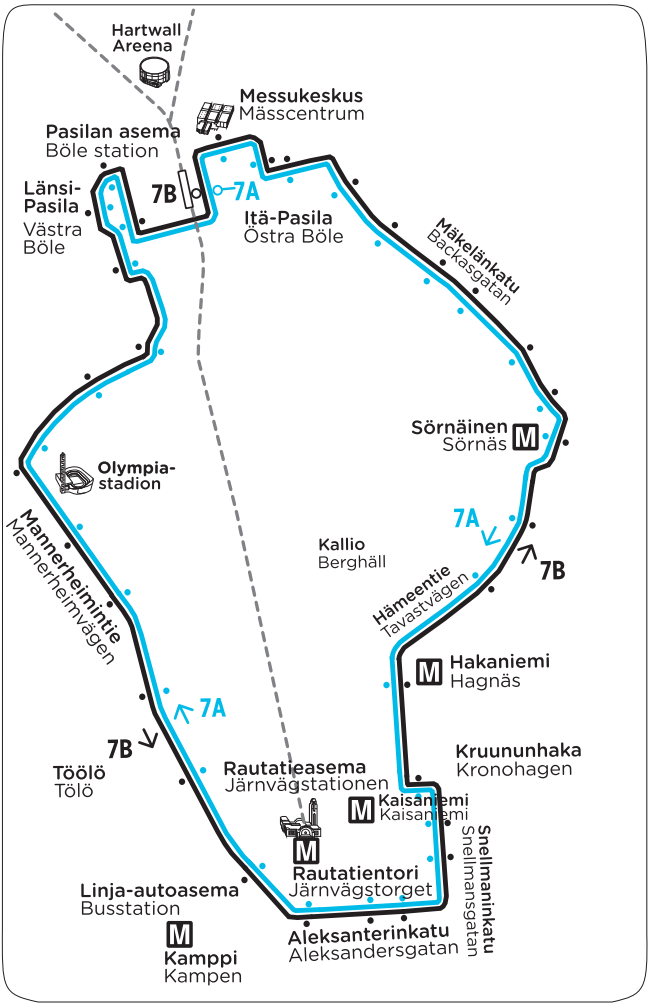 Hartwall
Areena
Messukeskus
Mässcentrum
Pasilan asema
Böle station
Länsi-
Pasila
Västra
Böle
7B
7A
Itä-Pasila
Östra Böle
Mäkelänkatu
Backasgatan
Sörnäinen
Sörnäs
M
Olympia-
stadion
Mannerheimintie
Mannerheimvägen
7A
7B
Kallio
Berghäll
Hämeentie
Tavastvägen
Hakaniemi
Hagnäs
M
7A
7B
Töölö
Tölö
Kruununhaka
Kronohagen
Rautatieasema
Järnvägstationen
Kaisaniemi
Kaisaniemi
M
M
Rautatientori
Järnvägstorget
Snellmaninkatu
Snellmansgatan
Linja-autoasema
Busstation
M
Kamppi
Kampen
Aleksanterinkatu
Aleksandersgatan